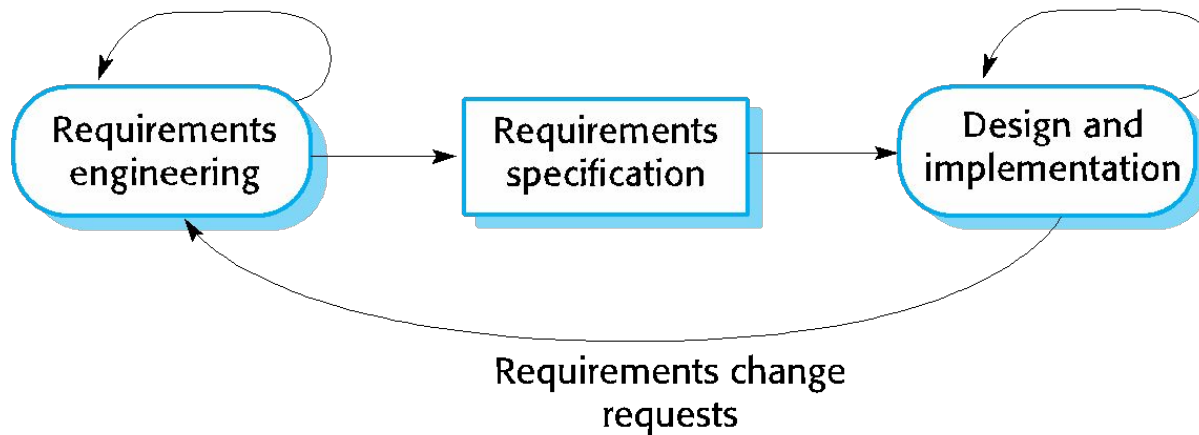 Requirements
engineering
Requirements
specification
Design and
implementation
Requirements change
requests